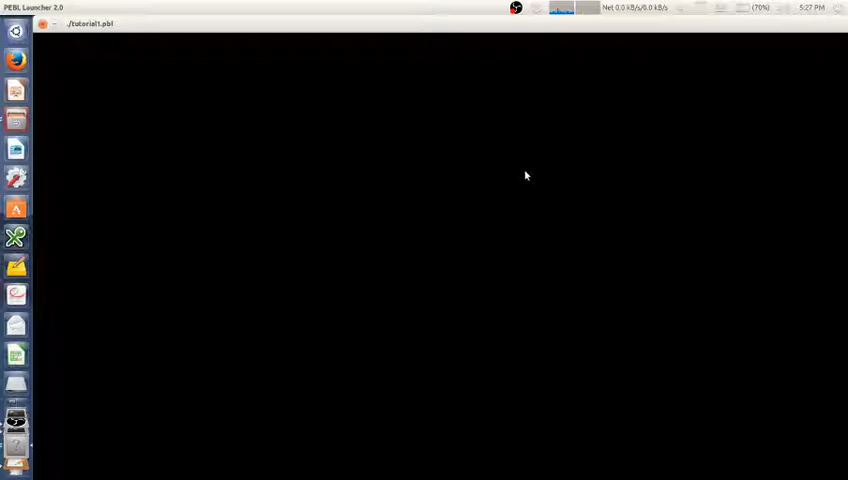 PEBL Launcher 2.0
Net 0.0 kB/s/0.0 kB/s
(70%)
5:27 PM
./tutorial1.pbl